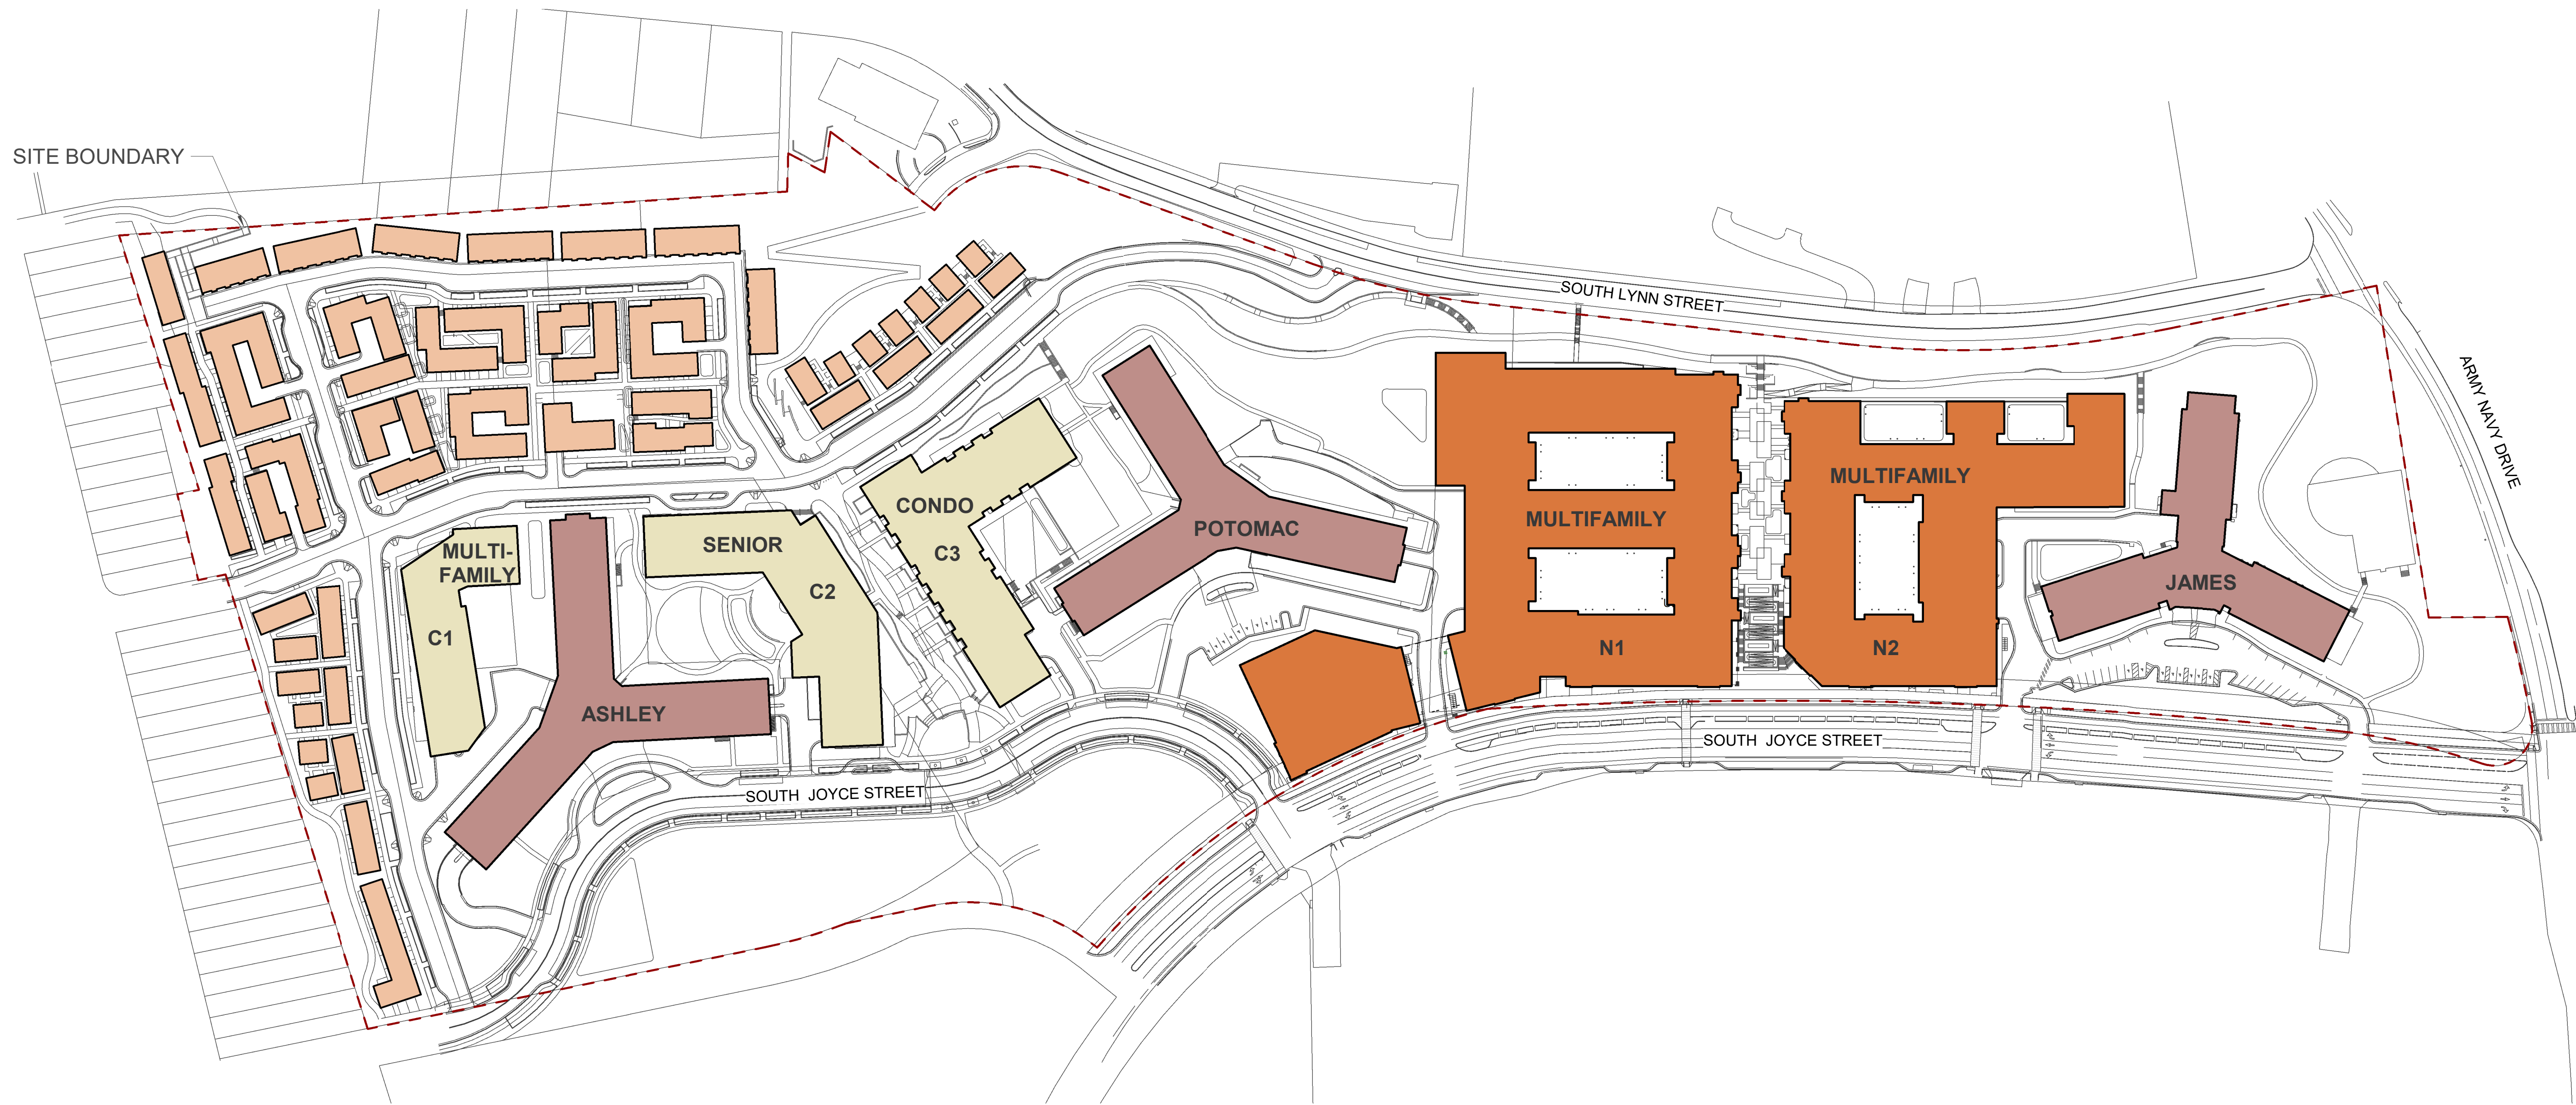 SITE BOUNDARY
SOUTH LYNN STREET
ARMY NAVY DRIVE
MULTI-
FAMILY
C1
ASHLEY
SENIOR
C2
CONDO
C3
POTOMAC
MULTIFAMILY
N1
MULTIFAMILY
N2
JAMES
SOUTH JOYCE STREET
SOUTH JOYCE STREET